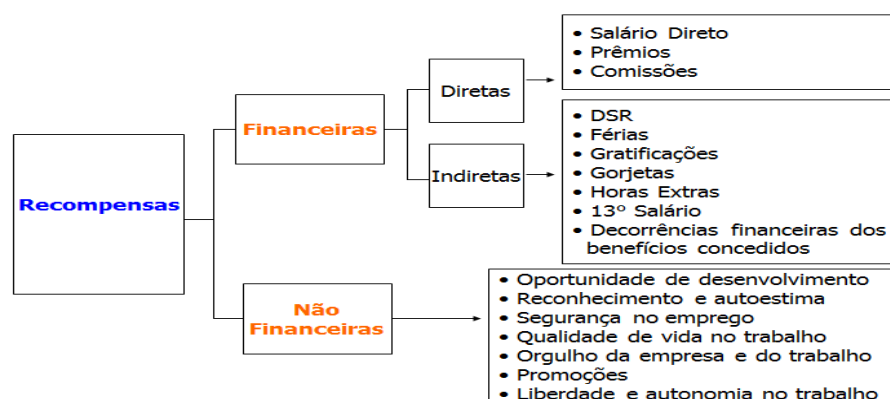 Recompensas
Financeiras
Diretas
• Salário Direto
• Prêmios
• Comissões
Indiretas
• DSR
• Férias
• Gratificações
• Gorjetas
• Horas Extras
• 13º Salário
• Decorrências financeiras dos
benefícios concedidos
Não
Financeiras
• Oportunidade de desenvolvimento
• Reconhecimento e autoestima
• Segurança no emprego
• Qualidade de vida no trabalho
• Orgulho da empresa e do trabalho
• Promoções
• Liberdade e autonomia no trabalho